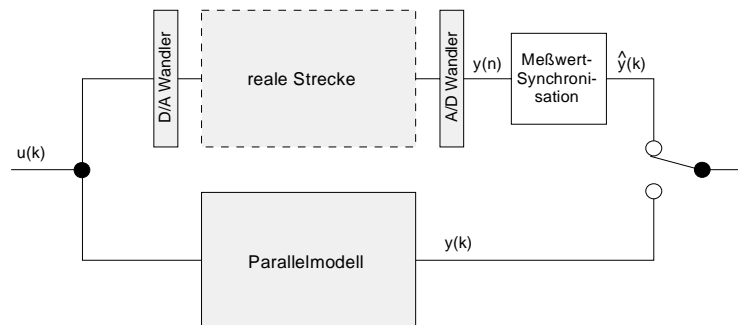 D/A Wandler
reale Strecke
A/D Wandler
y(n)
Meßwert-
Synchroni-
sation
ŷ(k)
u(k)
Parallelmodell
y(k)